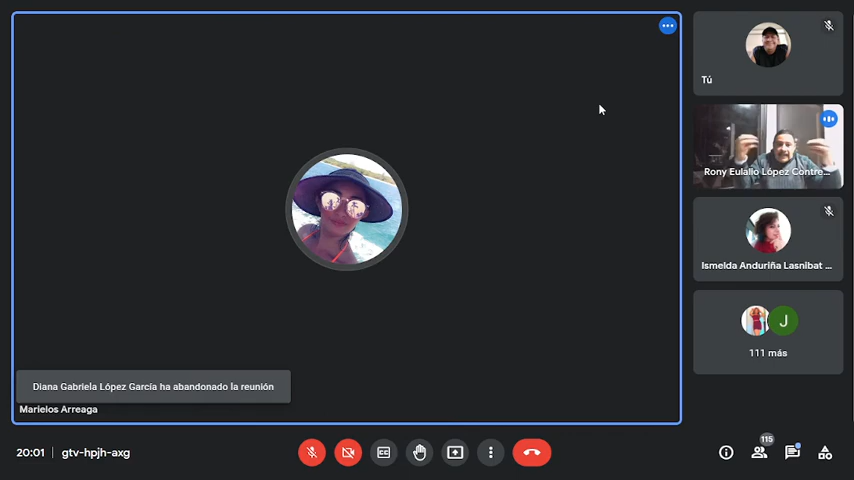 Tú
Rony Eulalio López Contre...
Ismelda Anduriña Lasnibat ...
J
111 más
Diana Gabriela López García ha abandonado la reunión
Marielos Arreaga
20:01 | gtv-hpjh-axg
CC
115